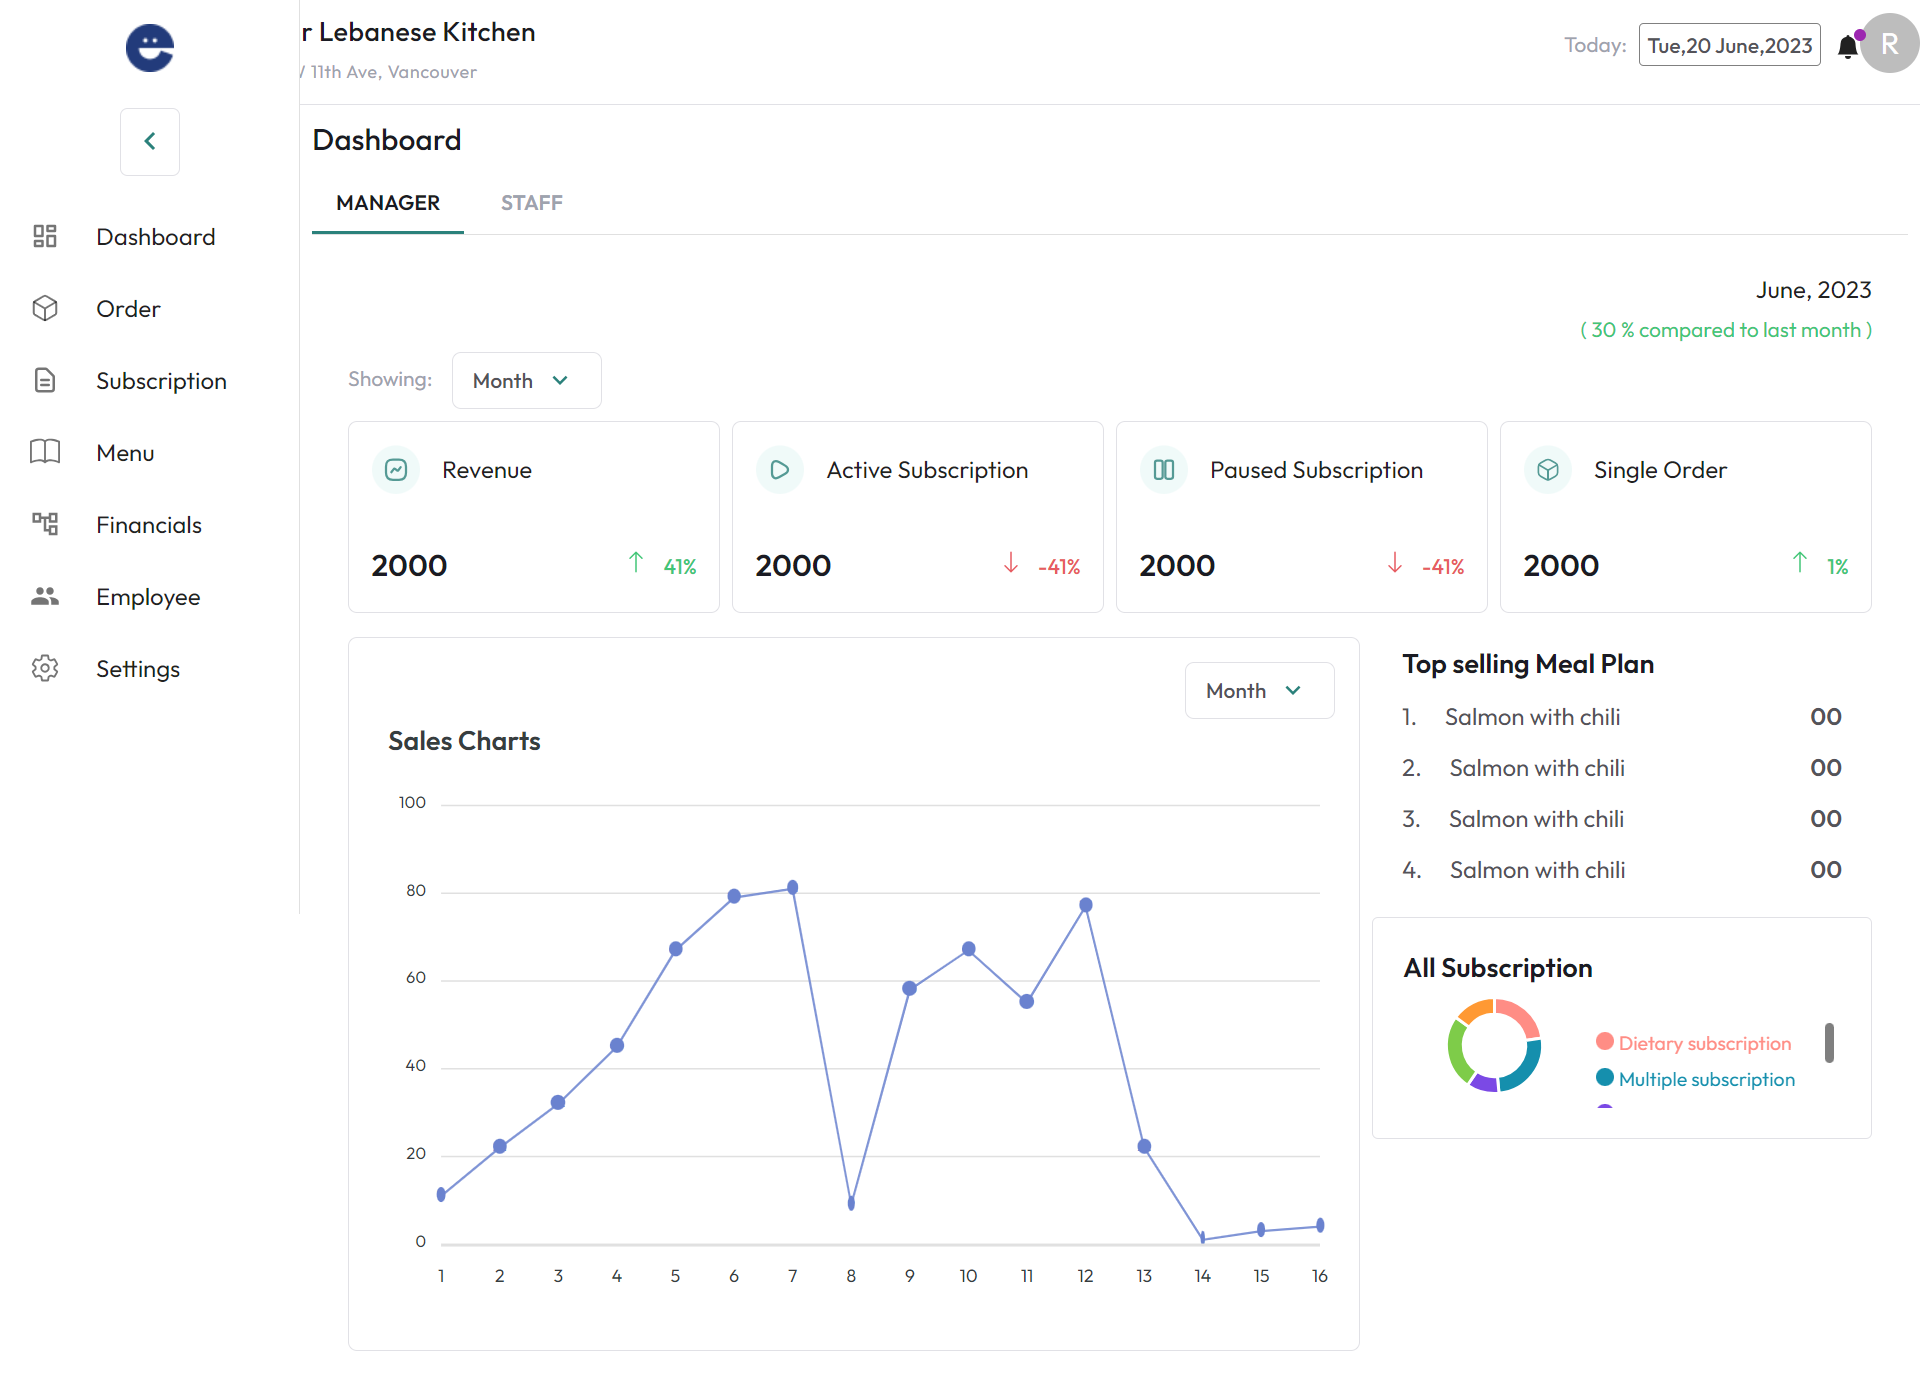 r Lebanese Kitchen
11th Ave, Vancouver
Today: Tue,20 June,2023
R
Dashboard
Order
Subscription
Menu
Financials
Employee
Settings
Dashboard
MANAGER STAFF
June, 2023
( 30 % compared to last month )
Showing: Month
Revenue
2000 41%
Active Subscription
2000 -41%
Paused Subscription
2000 -41%
Single Order
2000 1%
Month
Sales Charts
100
80
60
40
20
0
1 2 3 4 5 6 7 8 9 10 11 12 13 14 15 16
Top selling Meal Plan
1. Salmon with chili 00
2. Salmon with chili 00
3. Salmon with chili 00
4. Salmon with chili 00
All Subscription
Dietary subscription
Multiple subscription